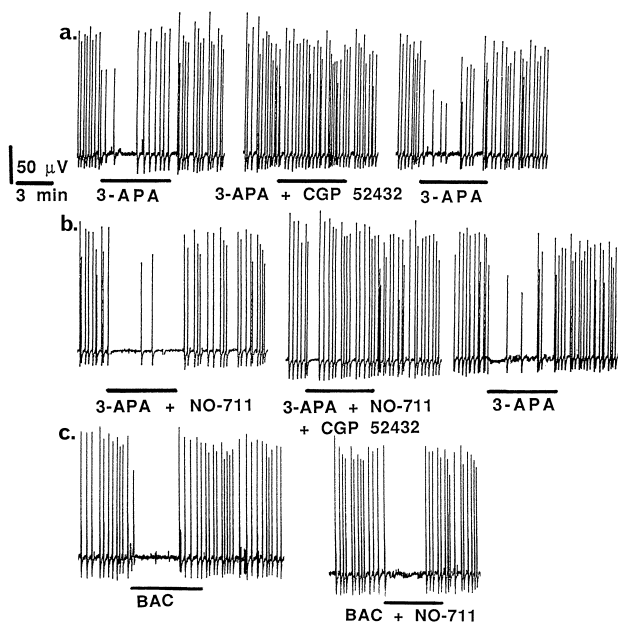 a.
50 µV
3 min
3-APA
3-APA + CGP 52432
3-APA
b.
3-APA + NO-711
3-APA + NO-711
+ CGP 52432
3-APA
c.
BAC
BAC + NO-711